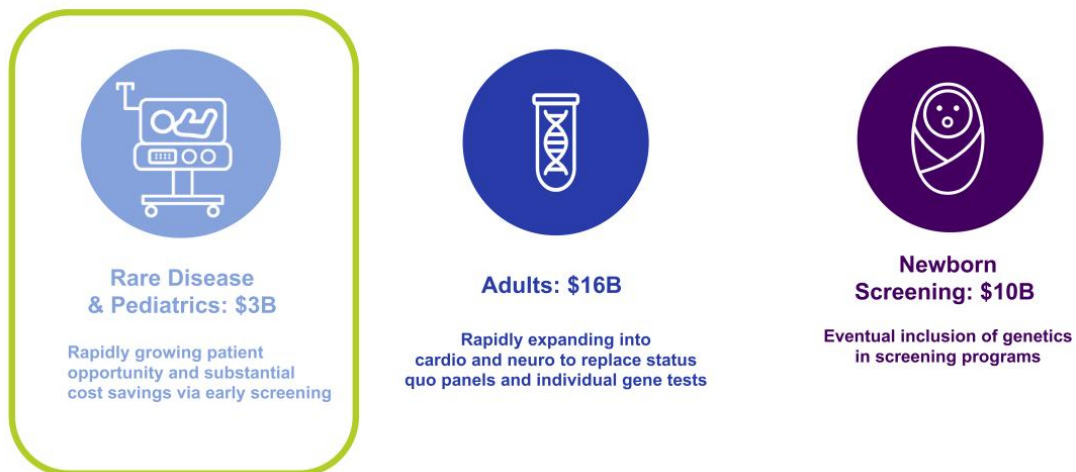 Rare Disease
& Pediatrics: $3B
Rapidly growing patient
opportunity and substantial
cost savings via early screening
Adults: $16B
Rapidly expanding into
cardio and neuro to replace status
quo panels and individual gene tests
Newborn
Screening: $10B
Eventual inclusion of genetics
in screening programs